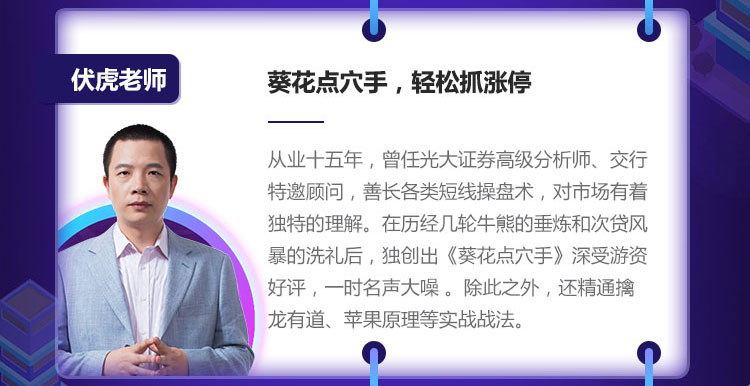 伏虎老师
葵花点穴手，轻松抓涨停
从业十五年，曾任光大证券高级分析师、交行
特邀顾问，善长各类短线操盘术，对市场有着
独特的理解。在历经几轮牛熊的垂炼和次贷风
暴的洗礼后，独创出《葵花点穴手》深受游资
好评，一时名声大噪 。除此之外，还精通擒
龙有道、苹果原理等实战战法。